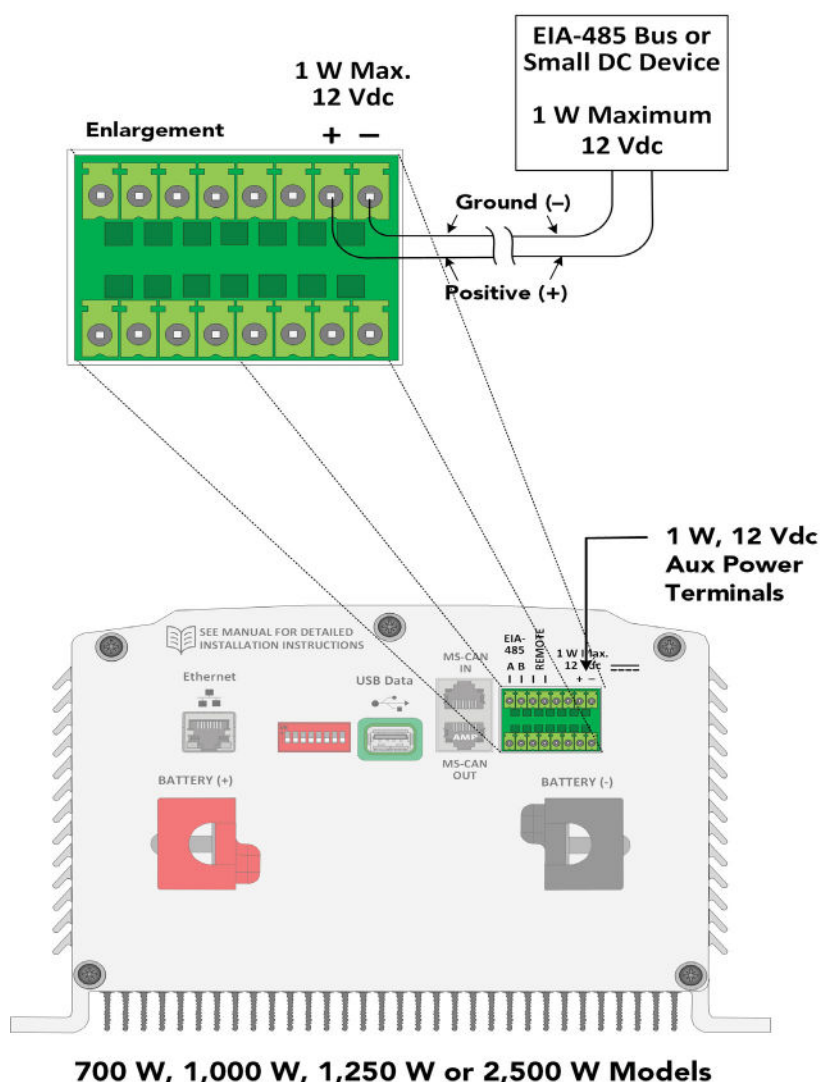 EIA-485 Bus or
Small DC Device
1 W Maximum
12 Vdc
1 W Max.
12 Vdc
+ −
Enlargement
Ground (−)
Positive (+)
1 W, 12 Vdc
Aux Power
Terminals
SEE MANUAL FOR DETAILED
INSTALLATION INSTRUCTIONS
EIA-
485
A B
REMOTE
1 W Max.
12 Vdc
+ −
Ethernet
USB Data
MS-CAN
IN
AMP
MS-CAN
OUT
BATTERY (+)
BATTERY (-)
700 W, 1,000 W, 1,250 W or 2,500 W Models